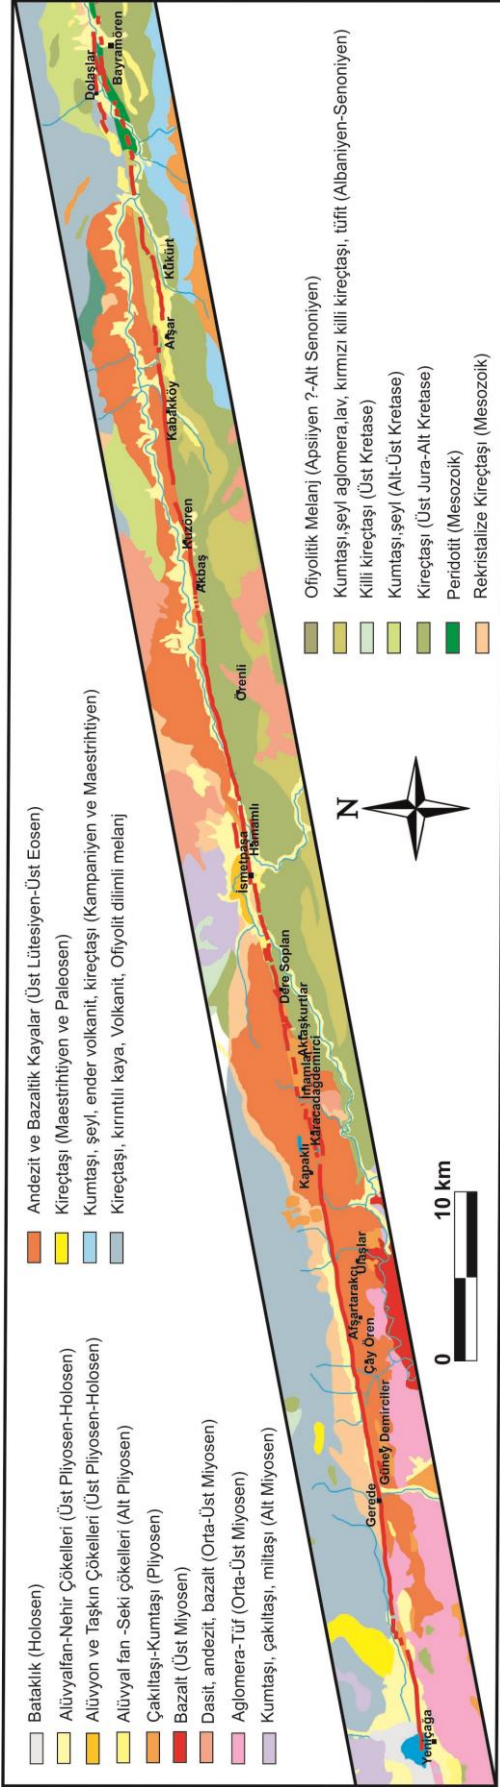 Bataklık (Holosen)
Alüvyalfan-Nehir Çökelleri (Üst Pliyosen-Holosen)
Alüvyon ve Taşkın Çökelleri (Üst Pliyosen-Holosen)
Alüvyal fan -Seki çökelleri (Alt Pliyosen)
Çakıltaşı-Kumtaşı (Pliyosen)
Bazalt (Üst Miyosen)
Dasit, andezit, bazalt (Orta-Üst Miyosen)
Aglomera-Tüf (Orta-Üst Miyosen)
Kumtaşı, çakıltaşı, miltaşı (Alt Miyosen)
Andezit ve Bazaltik Kayalar (Üst Lütesiyen-Üst Eosen)
Kireçtaşı (Maestrihtiyen ve Paleosen)
Kumtaşı, şeyl, ender volkanit, kireçtaşı (Kampaniyen ve Maestrihtiyen)
Kireçtaşı, kırıntılı kaya, Volkanit, Ofiyolit dilimli melanj
Ofiyolitik Melanj (Apsiiyen ?-Alt Senoniyen)
Kumtaşı,şeyl aglomera,lav, kırmızı killi kireçtaşı, tüfit (Albaniyen-Senoniyen)
Killi kireçtaşı (Üst Kretase)
Kumtaşı,şeyl (Alt-Üst Kretase)
Kireçtaşı (Üst Jura-Alt Kretase)
Peridotit (Mesozoik)
Rekristalize Kireçtaşı (Mesozoik)
Yeniçağa
Gerede
Güney Demirciler
Çay Ören
Afşartarakçı
Ulaşlar
Kapaklı
Karacadağdemirci
İmamlar
Aktaşkurtlar
Dere Soplan
İsmetpaşa
Hamamlı
Örenli
Akbaş
Kuzören
Kabakköy
Afşar
Kükürt
Dolaşlar
Bayramören
0 10 km
N